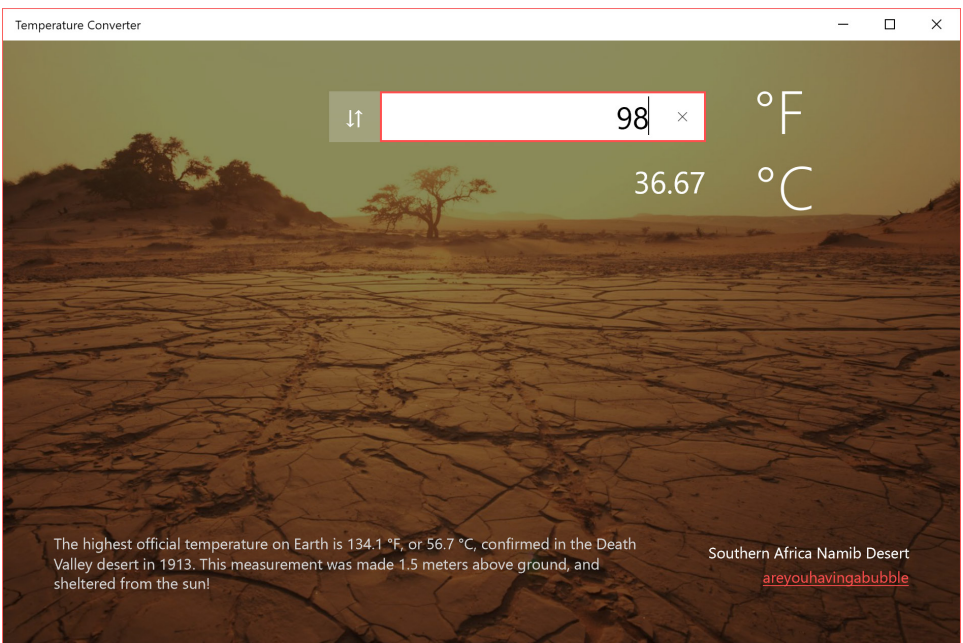 Temperature Converter
98
°F
36.67
°C
The highest official temperature on Earth is 134.1 °F, or 56.7 °C, confirmed in the Death
Valley desert in 1913. This measurement was made 1.5 meters above ground, and
sheltered from the sun!
Southern Africa Namib Desert
areyouhavingabubble